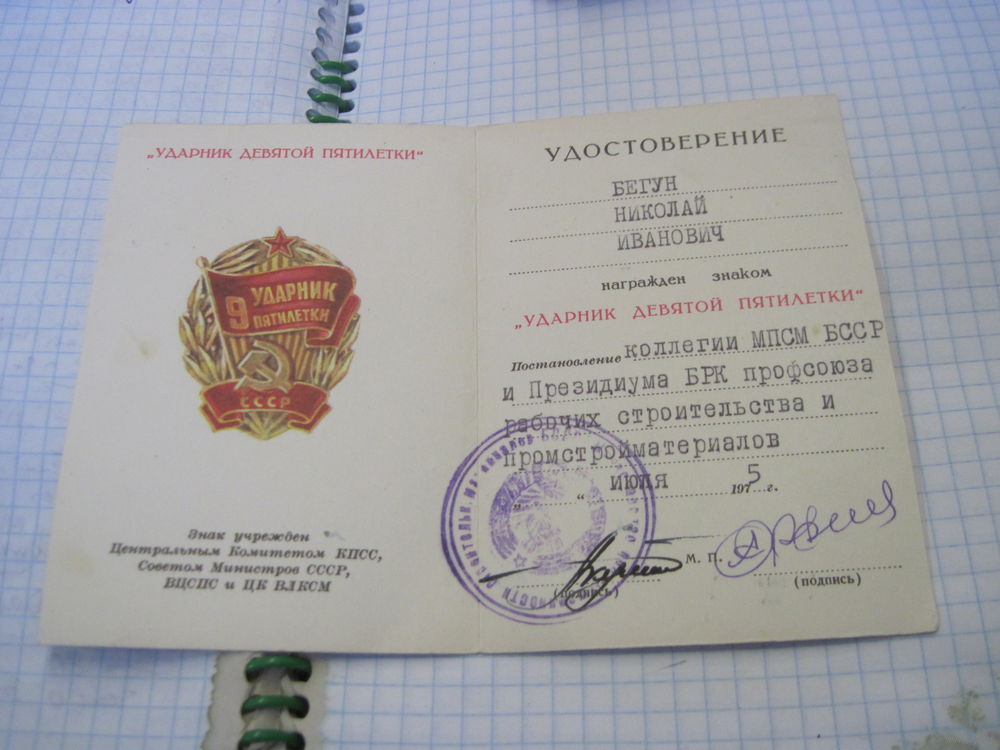 „УДАРНИК ДЕВЯТОЙ ПЯТИЛЕТКИ“
9 УДАРНИК
ПЯТИЛЕТКИ
СССР
Знак учрежден
Центральным Комитетом КПСС,
Советом Министров СССР,
ВЦСПС и ЦК ВЛКСМ
УДОСТОВЕРЕНИЕ
БЕГУН
НИКОЛАЙ
ИВАНОВИЧ
награжден знаком
„УДАРНИК ДЕВЯТОЙ ПЯТИЛЕТКИ“
Постановление коллегии МПСМ БССР
и Президиума БРК профсоюза
рабочих строительства и
промстройматериалов
„ “ июля 1975 г.
М. П.
(подпись)
(подпись)